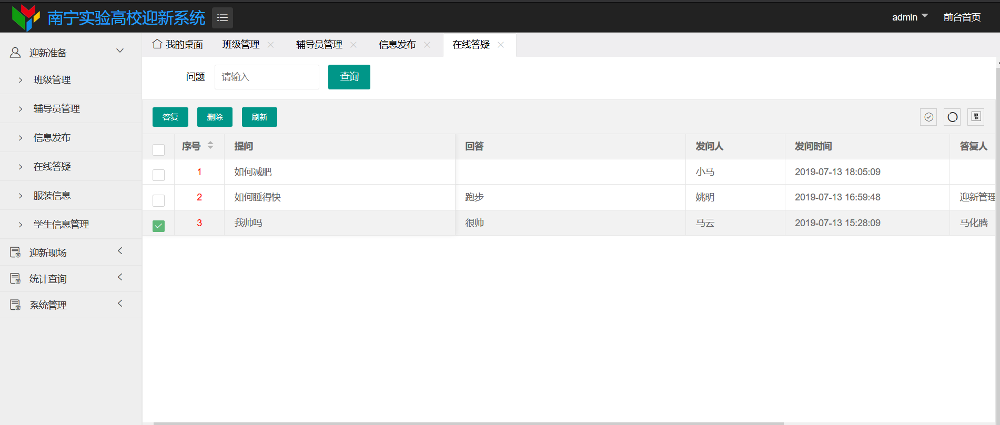 南宁实验高校迎新系统
admin 前台首页
迎新准备
班级管理
辅导员管理
信息发布
在线答疑
服装信息
学生信息管理
迎新现场
统计查询
系统管理
我的桌面 班级管理 辅导员管理 信息发布 在线答疑
问题 请输入 查询
答复 删除 刷新
序号 提问 回答 发问人 发问时间 答复人
1 如何减肥 小马 2019-07-13 18:05:09
2 如何睡得快 跑步 姚明 2019-07-13 16:59:48 迎新管理
3 我帅吗 很帅 马云 2019-07-13 15:28:09 马化腾